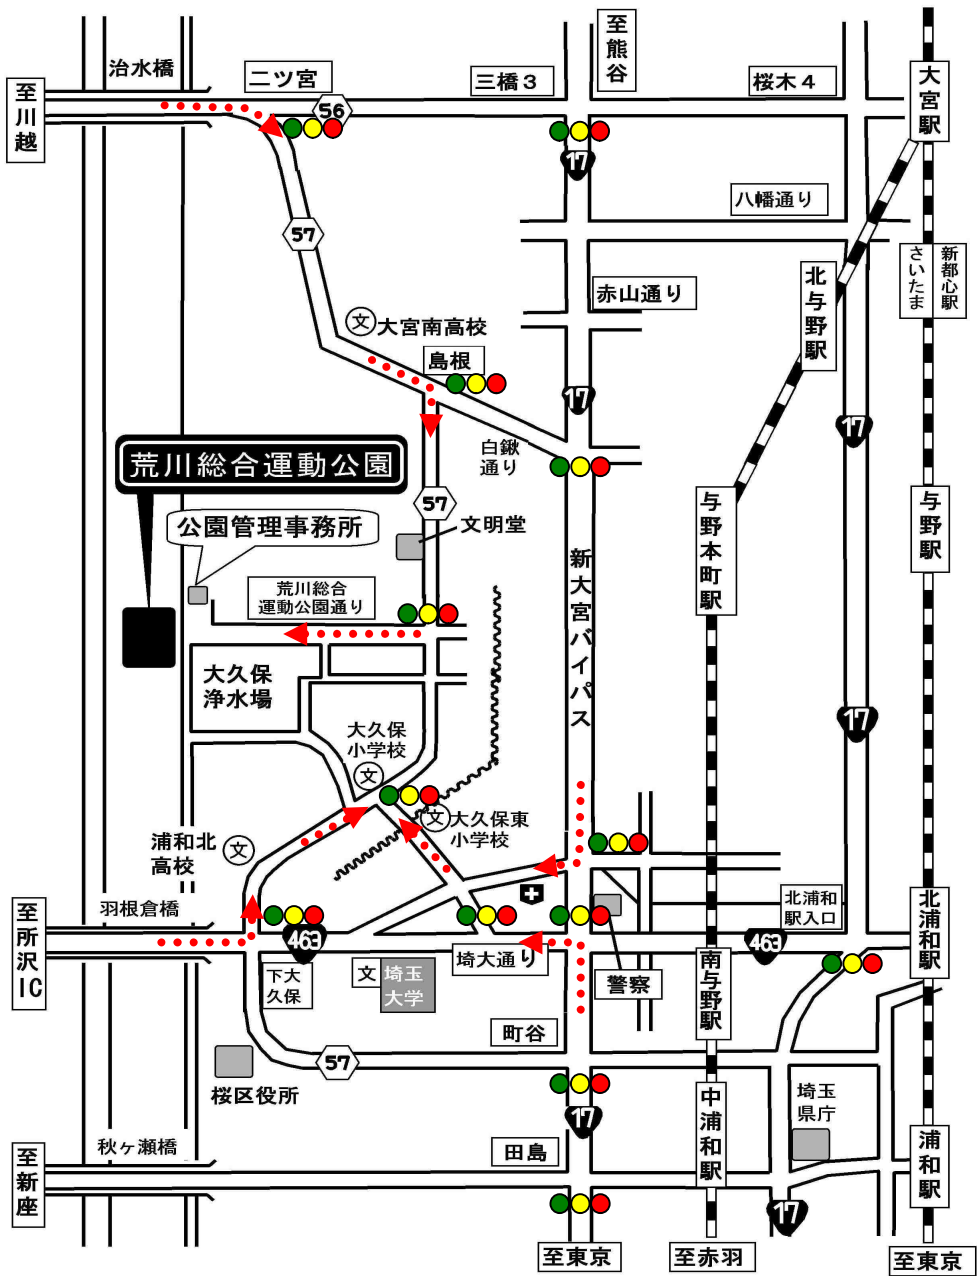 至熊谷
治水橋
二ツ宮
三橋3
桜木4
大宮駅
至川越
56
17
八幡通り
57
さいたま
新都心駅
北与野駅
赤山通り
文
大宮南高校
島根
17
17
白鍬
通り
荒川総合運動公園
57
文明堂
公園管理事務所
与野本町駅
与野駅
新大宮バイパス
荒川総合
運動公園通り
大久保
浄水場
17
大久保
小学校
文
文
大久保東
小学校
浦和北
高校
文
羽根倉橋
北浦和
駅入口
北浦和駅
至所沢IC
463
463
埼大通り
南与野駅
下大
久保
文
埼玉
大学
警察
町谷
57
桜区役所
17
中浦和駅
埼玉
県庁
秋ヶ瀬橋
田島
浦和駅
至新座
17
至東京
至赤羽
至東京